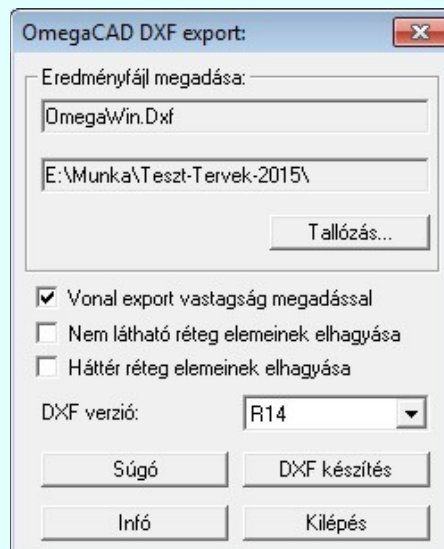 OmegaCAD DXF export:
Eredményfájl megadása:
OmegaWin.Dxf
E:\Munka\Teszt-Tervek-2015\
Tallózás...
Vonal export vastagság megadással
Nem látható réteg elemeinek elhagyása
Háttér réteg elemeinek elhagyása
DXF verzió: R14
Súgó DXF készítés
Infó Kilépés